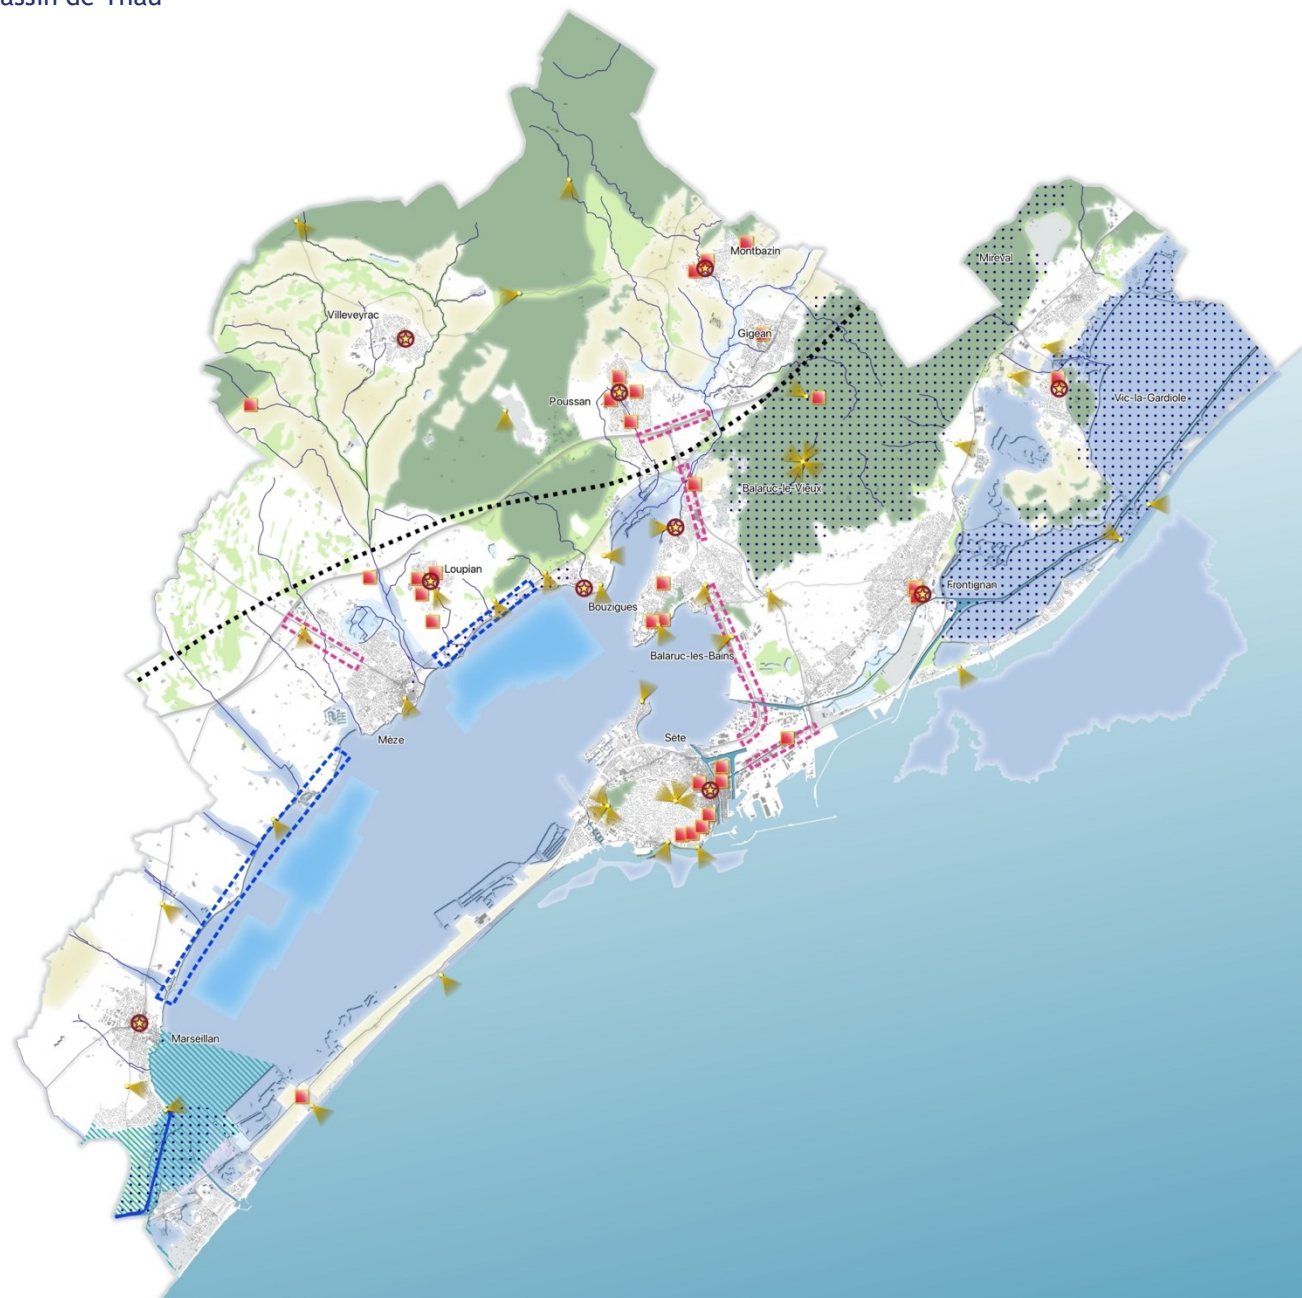 assin de Thau
Montbazin
Mireval
Villeveyrac
Gigean
Poussan
Vic-la-Gardiole
Balaruc-le-Vieux
Loupian
Frontignan
Bouzigues
Balaruc-les-Bains
Sète
Mèze
Marseillan